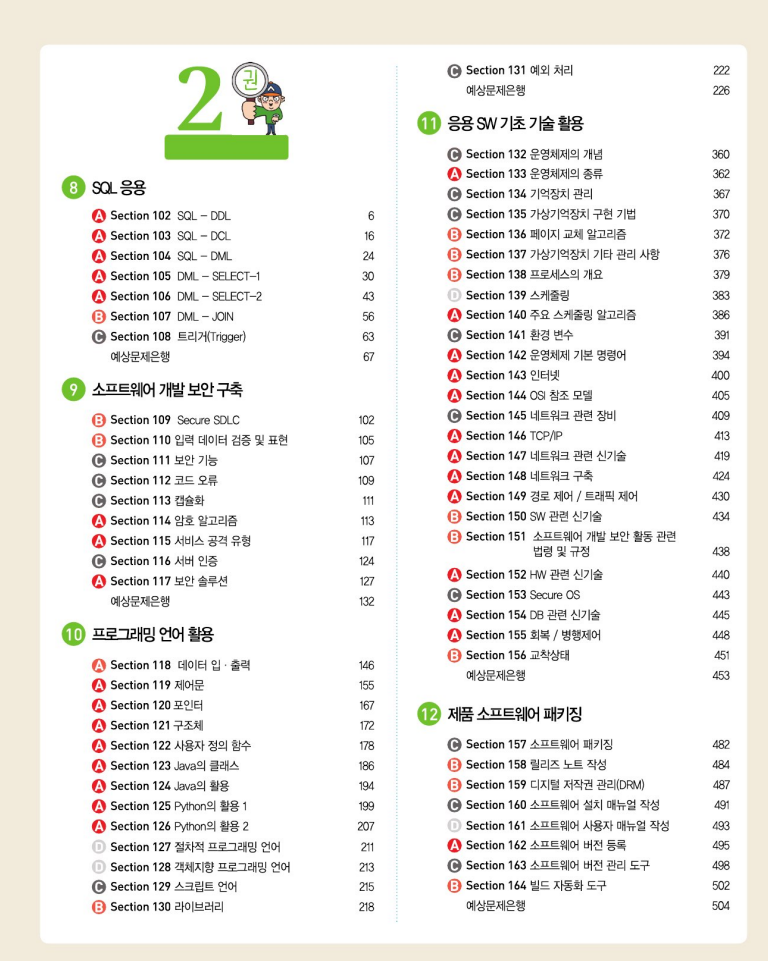 2
권
8 SQL 응용
A Section 102 SQL – DDL 6
A Section 103 SQL – DCL 16
A Section 104 SQL – DML 24
A Section 105 DML – SELECT–1 30
A Section 106 DML – SELECT–2 43
B Section 107 DML – JOIN 56
C Section 108 트리거(Trigger) 63
예상문제은행 67
9 소프트웨어 개발 보안 구축
B Section 109 Secure SDLC 102
B Section 110 입력 데이터 검증 및 표현 105
C Section 111 보안 기능 107
C Section 112 코드 오류 109
C Section 113 캡슐화 111
A Section 114 암호 알고리즘 113
A Section 115 서비스 공격 유형 117
C Section 116 서버 인증 124
A Section 117 보안 솔루션 127
예상문제은행 132
10 프로그래밍 언어 활용
A Section 118 데이터 입 · 출력 146
A Section 119 제어문 155
A Section 120 포인터 167
A Section 121 구조체 172
A Section 122 사용자 정의 함수 178
A Section 123 Java의 클래스 186
A Section 124 Java의 활용 194
A Section 125 Python의 활용 1 199
A Section 126 Python의 활용 2 207
D Section 127 절차적 프로그래밍 언어 211
D Section 128 객체지향 프로그래밍 언어 213
C Section 129 스크립트 언어 215
B Section 130 라이브러리 218
C Section 131 예외 처리 222
예상문제은행 226
11 응용 SW 기초 기술 활용
C Section 132 운영체제의 개념 360
A Section 133 운영체제의 종류 362
C Section 134 기억장치 관리 367
C Section 135 가상기억장치 구현 기법 370
B Section 136 페이지 교체 알고리즘 372
B Section 137 가상기억장치 기타 관리 사항 376
B Section 138 프로세스의 개요 379
D Section 139 스케줄링 383
A Section 140 주요 스케줄링 알고리즘 386
C Section 141 환경 변수 391
A Section 142 운영체제 기본 명령어 394
A Section 143 인터넷 400
A Section 144 OSI 참조 모델 405
C Section 145 네트워크 관련 장비 409
A Section 146 TCP/IP 413
A Section 147 네트워크 관련 신기술 419
A Section 148 네트워크 구축 424
A Section 149 경로 제어 / 트래픽 제어 430
B Section 150 SW 관련 신기술 434
B Section 151 소프트웨어 개발 보안 활동 관련
법령 및 규정 438
A Section 152 HW 관련 신기술 440
C Section 153 Secure OS 443
A Section 154 DB 관련 신기술 445
A Section 155 회복 / 병행제어 448
B Section 156 교착상태 451
예상문제은행 453
12 제품 소프트웨어 패키징
C Section 157 소프트웨어 패키징 482
B Section 158 릴리즈 노트 작성 484
B Section 159 디지털 저작권 관리(DRM) 487
C Section 160 소프트웨어 설치 매뉴얼 작성 491
D Section 161 소프트웨어 사용자 매뉴얼 작성 493
A Section 162 소프트웨어 버전 등록 495
C Section 163 소프트웨어 버전 관리 도구 498
B Section 164 빌드 자동화 도구 502
예상문제은행 504